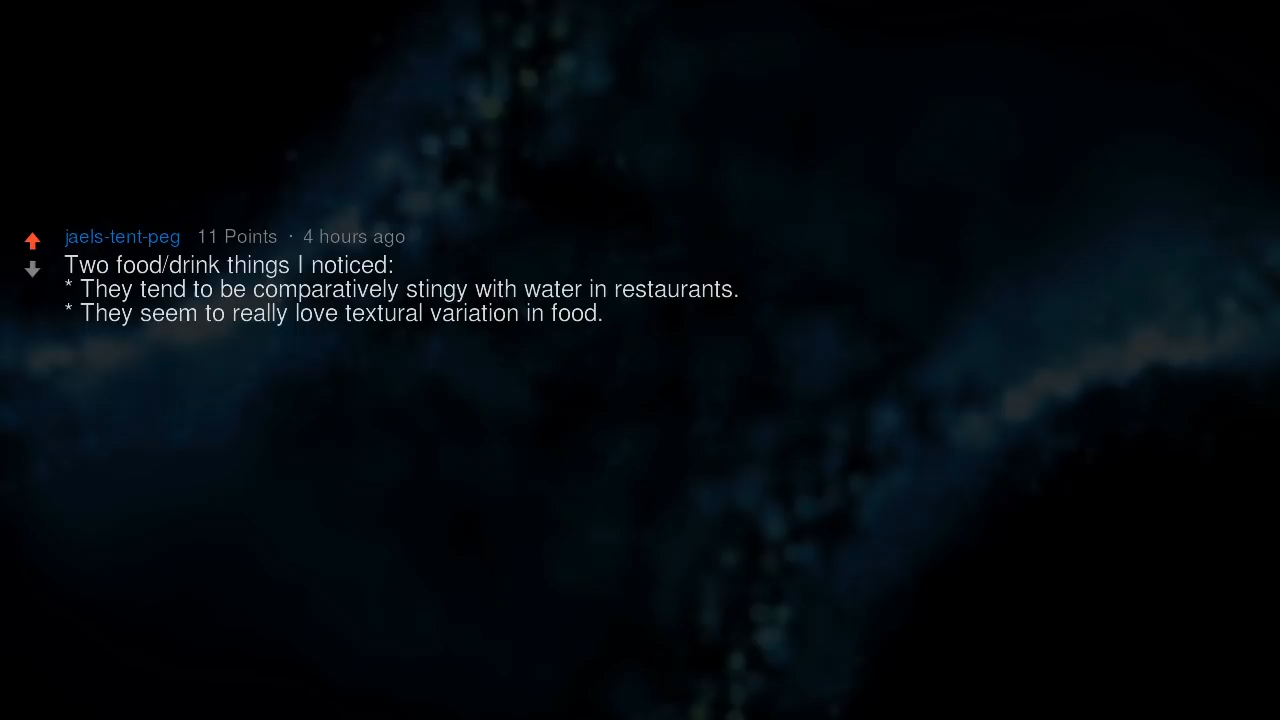 jaels-tent-peg 11 Points · 4 hours ago
Two food/drink things I noticed:
* They tend to be comparatively stingy with water in restaurants.
* They seem to really love textural variation in food.